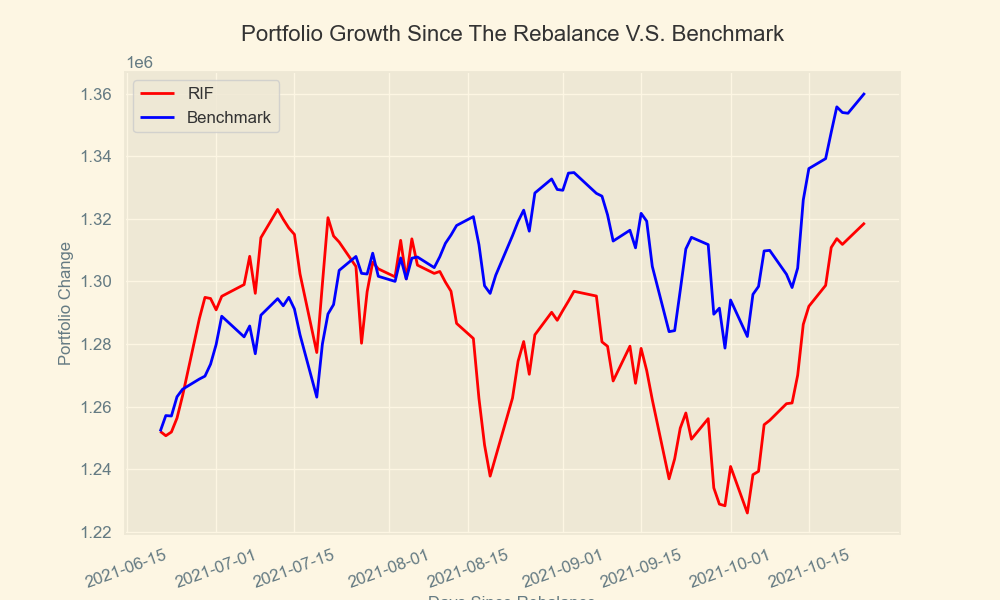 Portfolio Growth Since The Rebalance V.S. Benchmark
1e6
RIF
Benchmark
1.36
1.34
1.32
1.30
1.28
1.26
1.24
1.22
Portfolio Change
2021-06-15
2021-07-01
2021-07-15
2021-08-01
2021-08-15
2021-09-01
2021-09-15
2021-10-01
2021-10-15
Days Since Rebalance